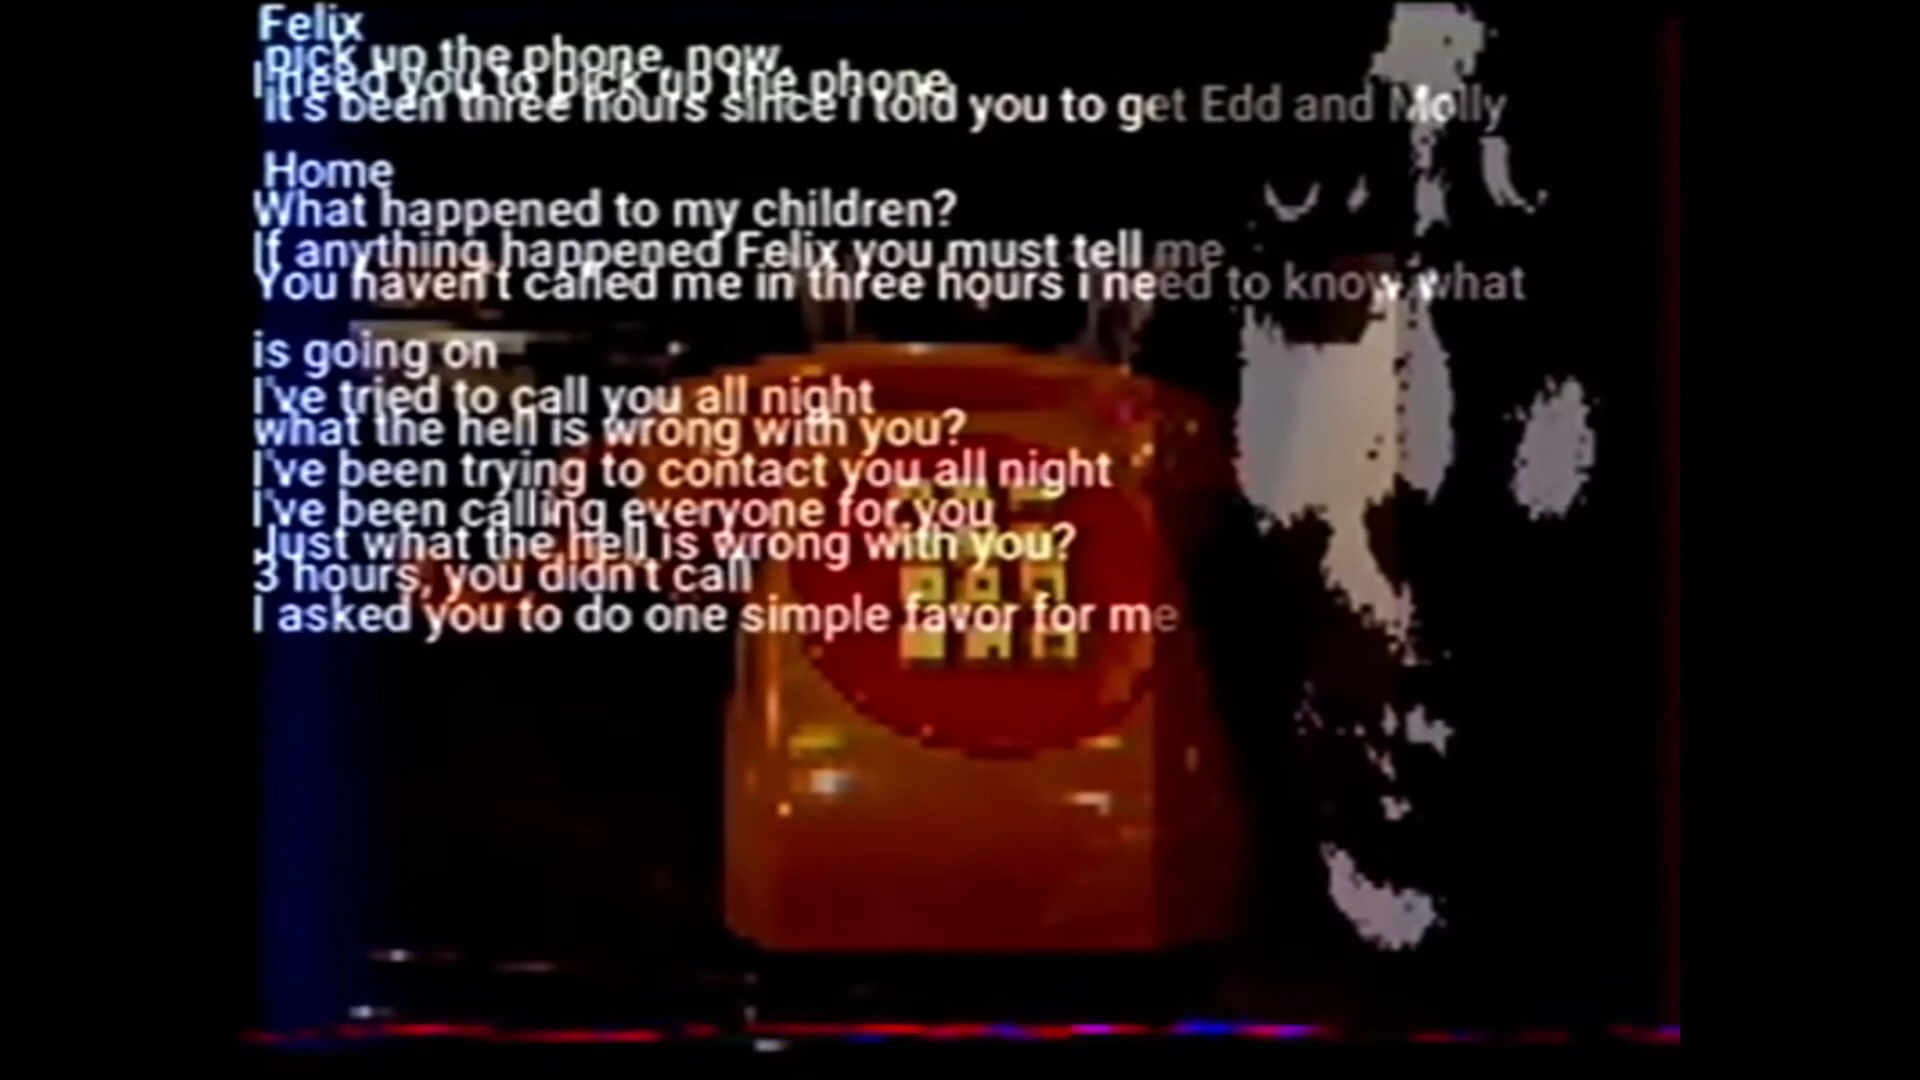 Felix
pick up the phone, now.
I need you to pick up the phone.
It's been three hours since i told you to get Edd and Molly
Home
What happened to my children?
If anything happened Felix you must tell me
You haven't called me in three hours i need to know what
is going on
I've tried to call you all night
what the hell is wrong with you?
I've been trying to contact you all night
I've been calling everyone for you
Just what the hell is wrong with you?
3 hours, you didn't call
I asked you to do one simple favor for me